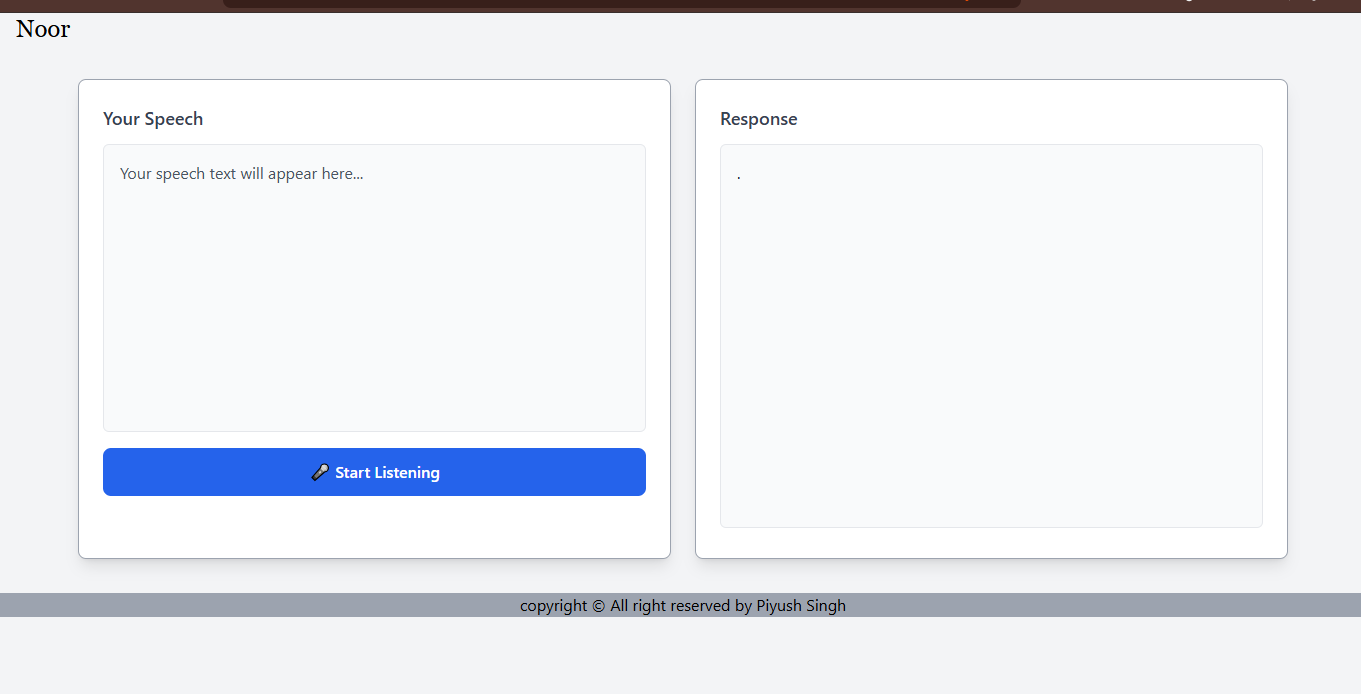 Noor
Your Speech
Your speech text will appear here...
🎤 Start Listening
Response
.
copyright © All right reserved by Piyush Singh